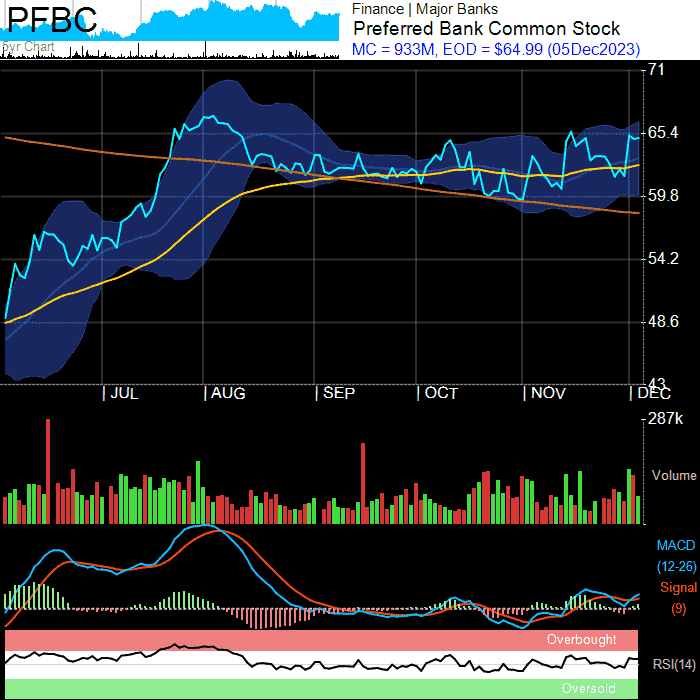 PFBC
5yr Chart
Finance | Major Banks
Preferred Bank Common Stock
MC = 933M, EOD = $64.99 (05Dec2023)
71
65.4
59.8
54.2
48.6
43
JUL AUG SEP OCT NOV DEC
287k
Volume
MACD
(12-26)
Signal
(9)
Overbought
RSI(14)
Oversold